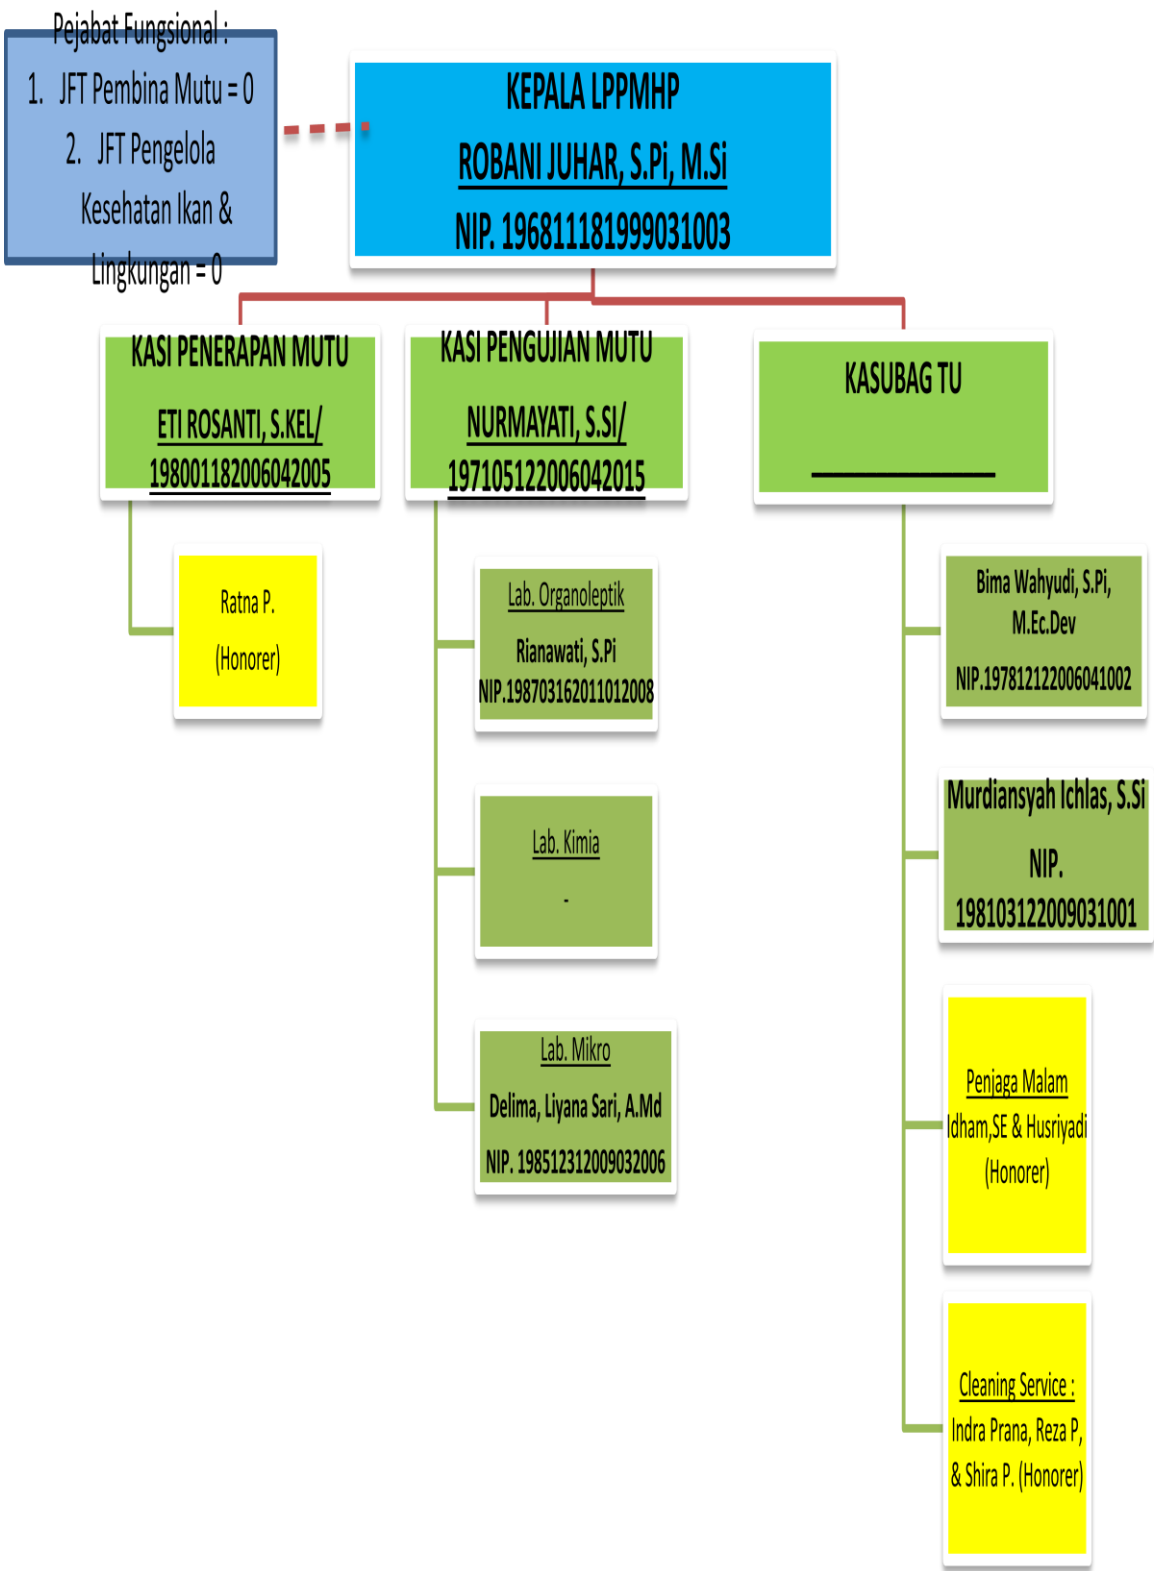 Pejabat Fungsional :
1. JFT Pembina Mutu = 0
2. JFT Pengelola
Kesehatan Ikan &
Lingkungan = 0
KEPALA LPPMHP
ROBANI JUHAR, S.Pi, M.Si
NIP. 196811181999031003
KASI PENERAPAN MUTU
ETI ROSANTI, S.KEL/
198001182006042005
KASI PENGUJIAN MUTU
NURMAYATI, S.SI/
197105122006042015
KASUBAG TU
Ratna P.
(Honorer)
Lab. Organoleptik
Rianawati, S.Pi
NIP.198703162011012008
Lab. Kimia
-
Lab. Mikro
Delima, Liyana Sari, A.Md
NIP. 198512312009032006
Bima Wahyudi, S.Pi,
M.Ec.Dev
NIP.197812122006041002
Murdiansyah Ichlas, S.Si
NIP.
198103122009031001
Penjaga Malam
Idham,SE & Husriyadi
(Honorer)
Cleaning Service :
Indra Prana, Reza P,
& Shira P. (Honorer)